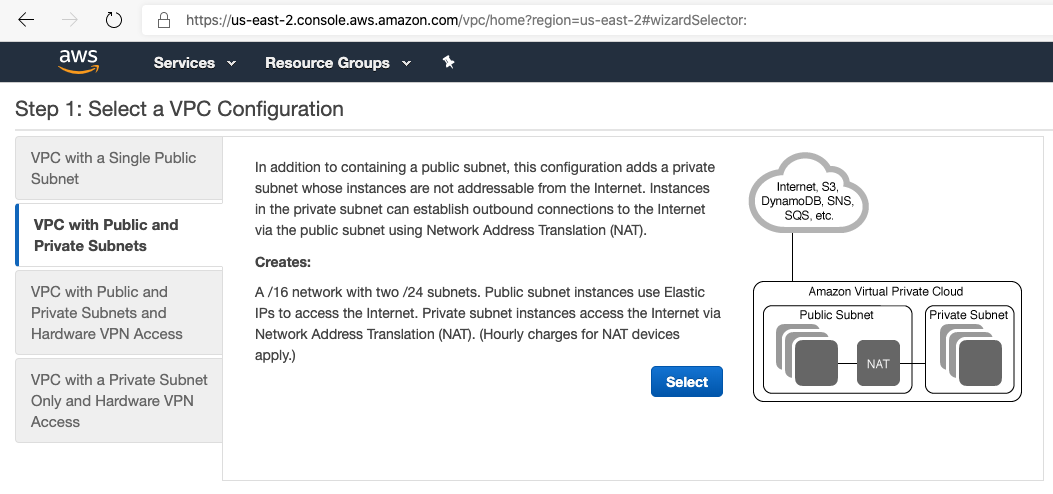 https://us-east-2.console.aws.amazon.com/vpc/home?region=us-east-2#wizardSelector:
aws
Services
Resource Groups
Step 1: Select a VPC Configuration
VPC with a Single Public
Subnet
VPC with Public and
Private Subnets
VPC with Public and
Private Subnets and
Hardware VPN Access
VPC with a Private Subnet
Only and Hardware VPN
Access
In addition to containing a public subnet, this configuration adds a private
subnet whose instances are not addressable from the Internet. Instances
in the private subnet can establish outbound connections to the Internet
via the public subnet using Network Address Translation (NAT).
Creates:
A /16 network with two /24 subnets. Public subnet instances use Elastic
IPs to access the Internet. Private subnet instances access the Internet via
Network Address Translation (NAT). (Hourly charges for NAT devices
apply.)
Select
Internet, S3,
DynamoDB, SNS,
SQS, etc.
Amazon Virtual Private Cloud
Public Subnet
Private Subnet
NAT